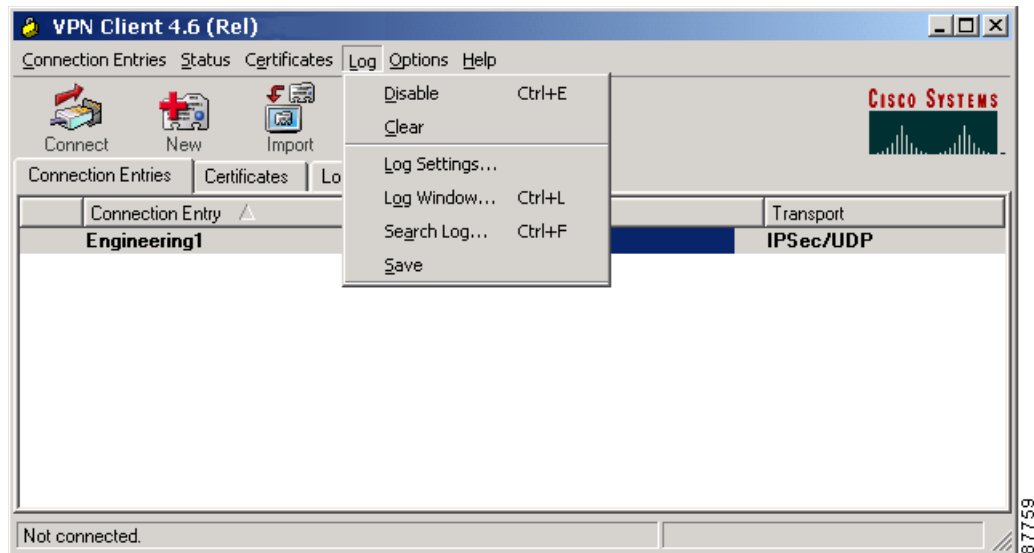 VPN Client 4.6 (Rel)
Connection Entries Status Certificates Log Options Help
Connect New Import
CISCO SYSTEMS
Disable Ctrl+E
Clear
Log Settings...
Log Window... Ctrl+L
Search Log... Ctrl+F
Save
Connection Entries Certificates Lo
Connection Entry Transport
Engineering1 IPSec/UDP
Not connected.
87759